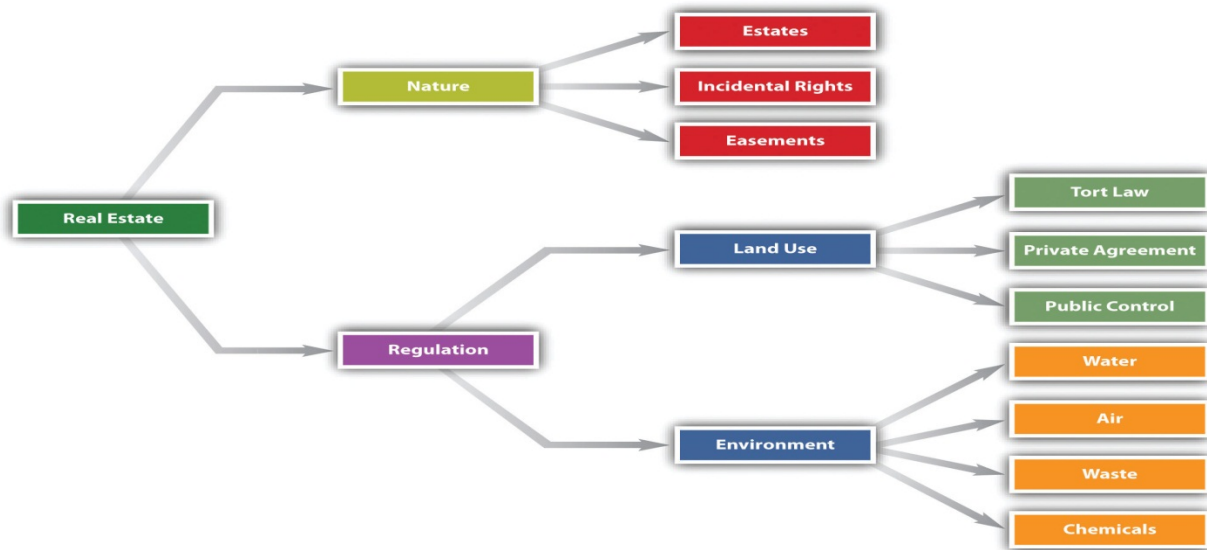 Estates
Nature
Incidental Rights
Easements
Real Estate
Tort Law
Land Use
Private Agreement
Public Control
Regulation
Water
Environment
Air
Waste
Chemicals